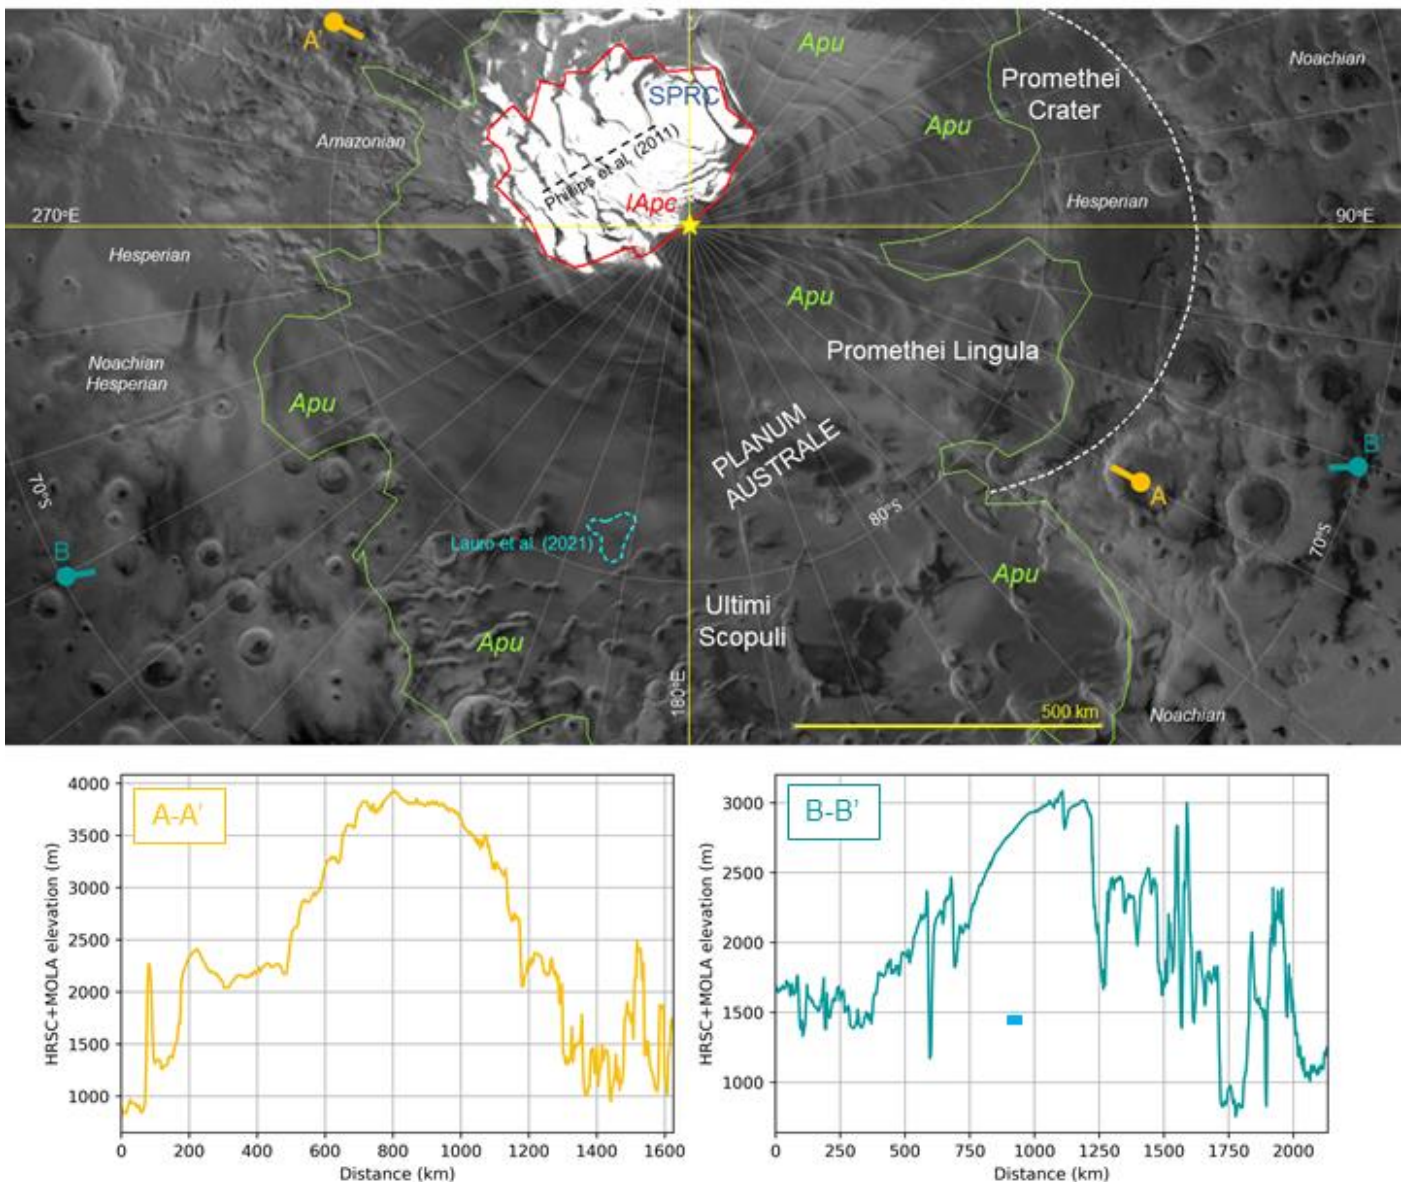 A'
Apu
Promethei
Crater
Noachian
SPRC
Apu
Amazonian
Phillips et al. (2011)
lApc
Hesperian
270°E
90°E
Hesperian
Apu
Promethei Lingula
Noachian
Hesperian
Apu
PLANUM
AUSTRALE
B'
A
70°S
80°S
70°S
Lauro et al. (2021)
B
Apu
Ultimi
Scopuli
Apu
180°E
500 km
Noachian
A-A'
HRSC+MOLA elevation (m)
4000
3500
3000
2500
2000
1500
1000
0 200 400 600 800 1000 1200 1400 1600
Distance (km)
B-B'
HRSC+MOLA elevation (m)
3000
2500
2000
1500
1000
0 250 500 750 1000 1250 1500 1750 2000
Distance (km)